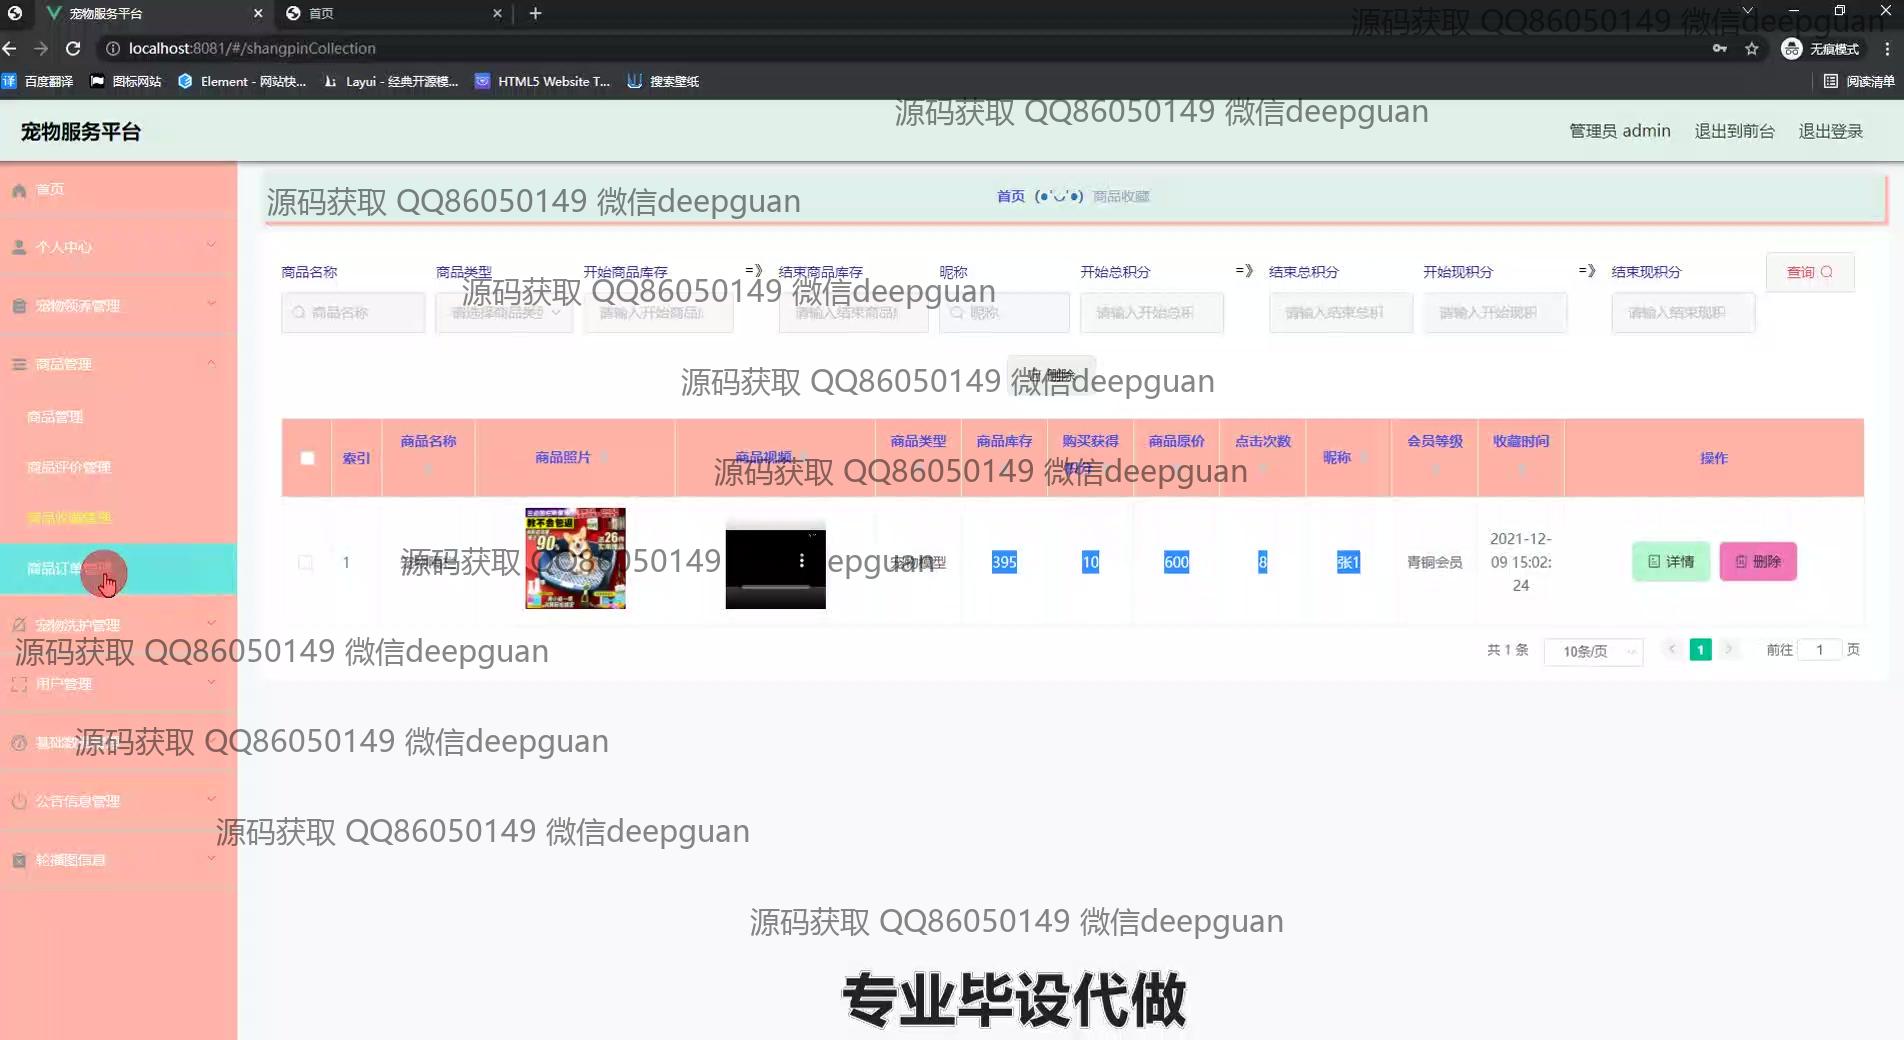 宠物服务平台
首页
localhost:8081/#/shangpinCollection
无痕模式
百度翻译
图标网站
Element - 网站快...
Layui - 经典开源模...
HTML5 Website T...
搜索壁纸
阅读清单
源码获取 QQ86050149 微信deepguan
宠物服务平台
源码获取 QQ86050149 微信deepguan
管理员 admin
退出到前台
退出登录
首页
个人中心
宠物领养管理
商品管理
商品管理
商品评价管理
商品收藏管理
商品订单管理
宠物洗护管理
用户管理
公告信息管理
轮播图信息
源码获取 QQ86050149 微信deepguan
首页 (●'◡'●) 商品收藏
商品名称
商品类型
开始商品库存
=》
结束商品库存
昵称
开始总积分
=》
结束总积分
开始现积分
=》
结束现积分
查询
源码获取 QQ86050149 微信deepguan
商品名称
请选择商品类型
请输入开始商品库
请输入结束商品库
昵称
请输入开始总积
请输入结束总积
请输入开始现积
请输入结束现积
删除
源码获取 QQ86050149 微信deepguan
索引
商品名称
商品照片
商品视频
商品类型
商品库存
购买获得
积分
商品原价
点击次数
昵称
会员等级
收藏时间
操作
源码获取 QQ86050149 微信deepguan
1
教不会包退
90%
送26件
395
10
600
8
张1
青铜会员
2021-12-
09 15:02:
24
详情
删除
源码获取 QQ86050149 deepguan
共 1 条
10条/页
1
前往 1 页
源码获取 QQ86050149 微信deepguan
源码获取 QQ86050149 微信deepguan
源码获取 QQ86050149 微信deepguan
源码获取 QQ86050149 微信deepguan
专业毕设代做